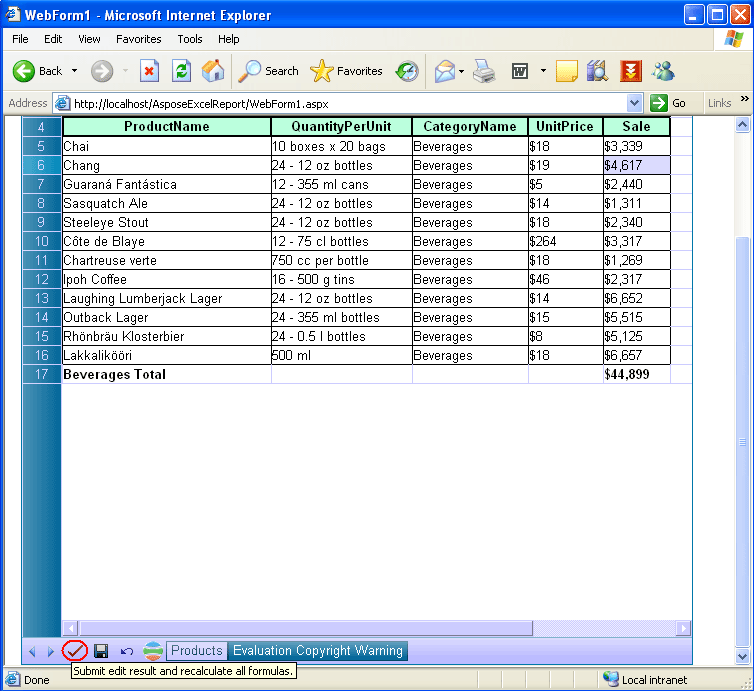 WebForm1 - Microsoft Internet Explorer
File Edit View Favorites Tools Help
Back Search Favorites W
Address http://localhost/AsposeExcelReport/WebForm1.aspx Go Links »
4 ProductName QuantityPerUnit CategoryName UnitPrice Sale
5 Chai 10 boxes x 20 bags Beverages $18 $3,339
6 Chang 24 - 12 oz bottles Beverages $19 $4,617
7 Guaraná Fantástica 12 - 355 ml cans Beverages $5 $2,440
8 Sasquatch Ale 24 - 12 oz bottles Beverages $14 $1,311
9 Steeleye Stout 24 - 12 oz bottles Beverages $18 $2,340
10 Côte de Blaye 12 - 75 cl bottles Beverages $264 $3,317
11 Chartreuse verte 750 cc per bottle Beverages $18 $1,269
12 Ipoh Coffee 16 - 500 g tins Beverages $46 $2,317
13 Laughing Lumberjack Lager 24 - 12 oz bottles Beverages $14 $6,652
14 Outback Lager 24 - 355 ml bottles Beverages $15 $5,515
15 Rhönbräu Klosterbier 24 - 0.5 l bottles Beverages $8 $5,125
16 Lakkalikööri 500 ml Beverages $18 $6,657
17 Beverages Total $44,899
Products Evaluation Copyright Warning
Submit edit result and recalculate all formulas.
Done Local intranet